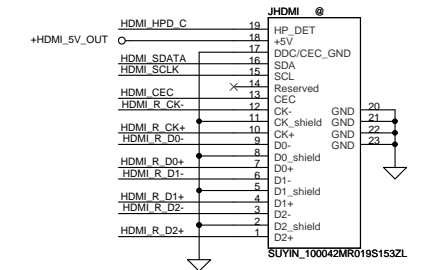 JHDMI @
HDMI_HPD_C 19 HP_DET
+HDMI_5V_OUT 18 +5V
17 DDC/CEC_GND
HDMI_SDATA 16 SDA
HDMI_SCLK 15 SCL
14 Reserved
HDMI_CEC 13 CEC
HDMI_R_CK- 12 CK- GND 20
11 CK_shield GND 21
HDMI_R_CK+ 10 CK+ GND 22
HDMI_R_D0- 9 D0- GND 23
8 D0_shield
HDMI_R_D0+ 7 D0+
HDMI_R_D1- 6 D1-
5 D1_shield
HDMI_R_D1+ 4 D1+
HDMI_R_D2- 3 D2-
2 D2_shield
HDMI_R_D2+ 1 D2+
SUYIN_100042MR019S153ZL